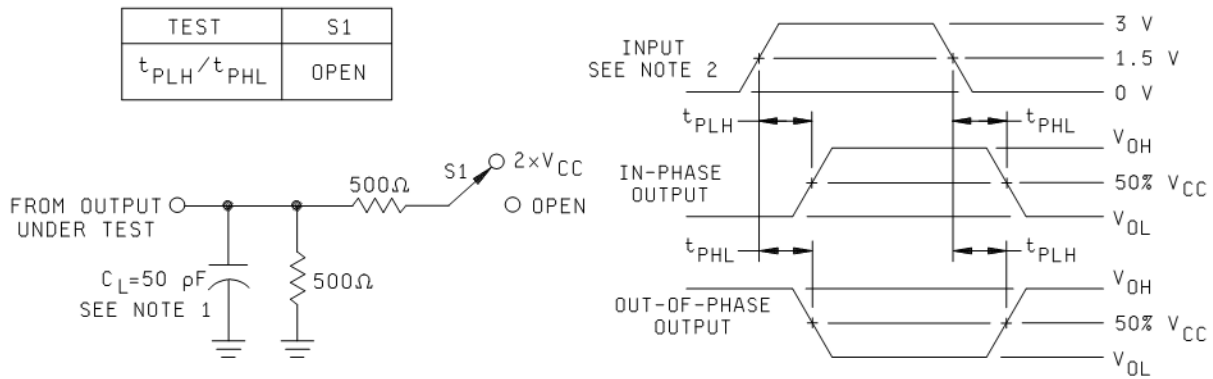 TEST S1
tPLH/tPHL OPEN
S1
2×VCC
500Ω
OPEN
FROM OUTPUT
UNDER TEST
CL=50 pF
SEE NOTE 1
500Ω
INPUT
SEE NOTE 2
3 V
1.5 V
0 V
tPLH
tPHL
VOH
IN-PHASE
OUTPUT
50% VCC
VOL
tPHL
tPLH
VOH
OUT-OF-PHASE
OUTPUT
50% VCC
VOL